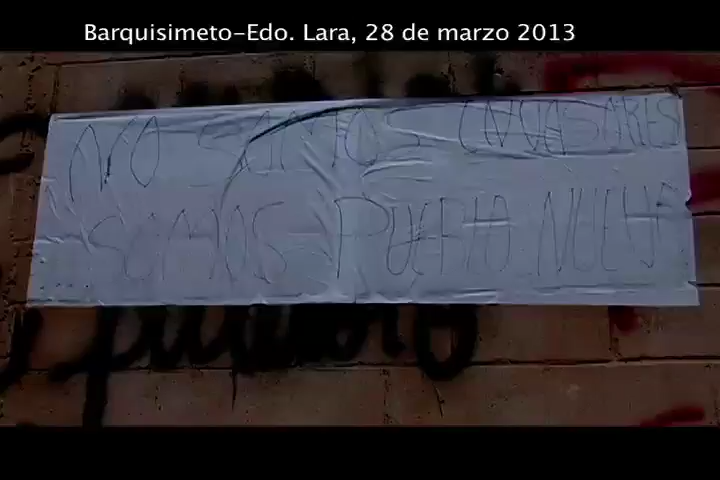 Barquisimeto-Edo. Lara, 28 de marzo 2013
NO SOMOS INVASORES
SOMOS PUEBLO NUEVO